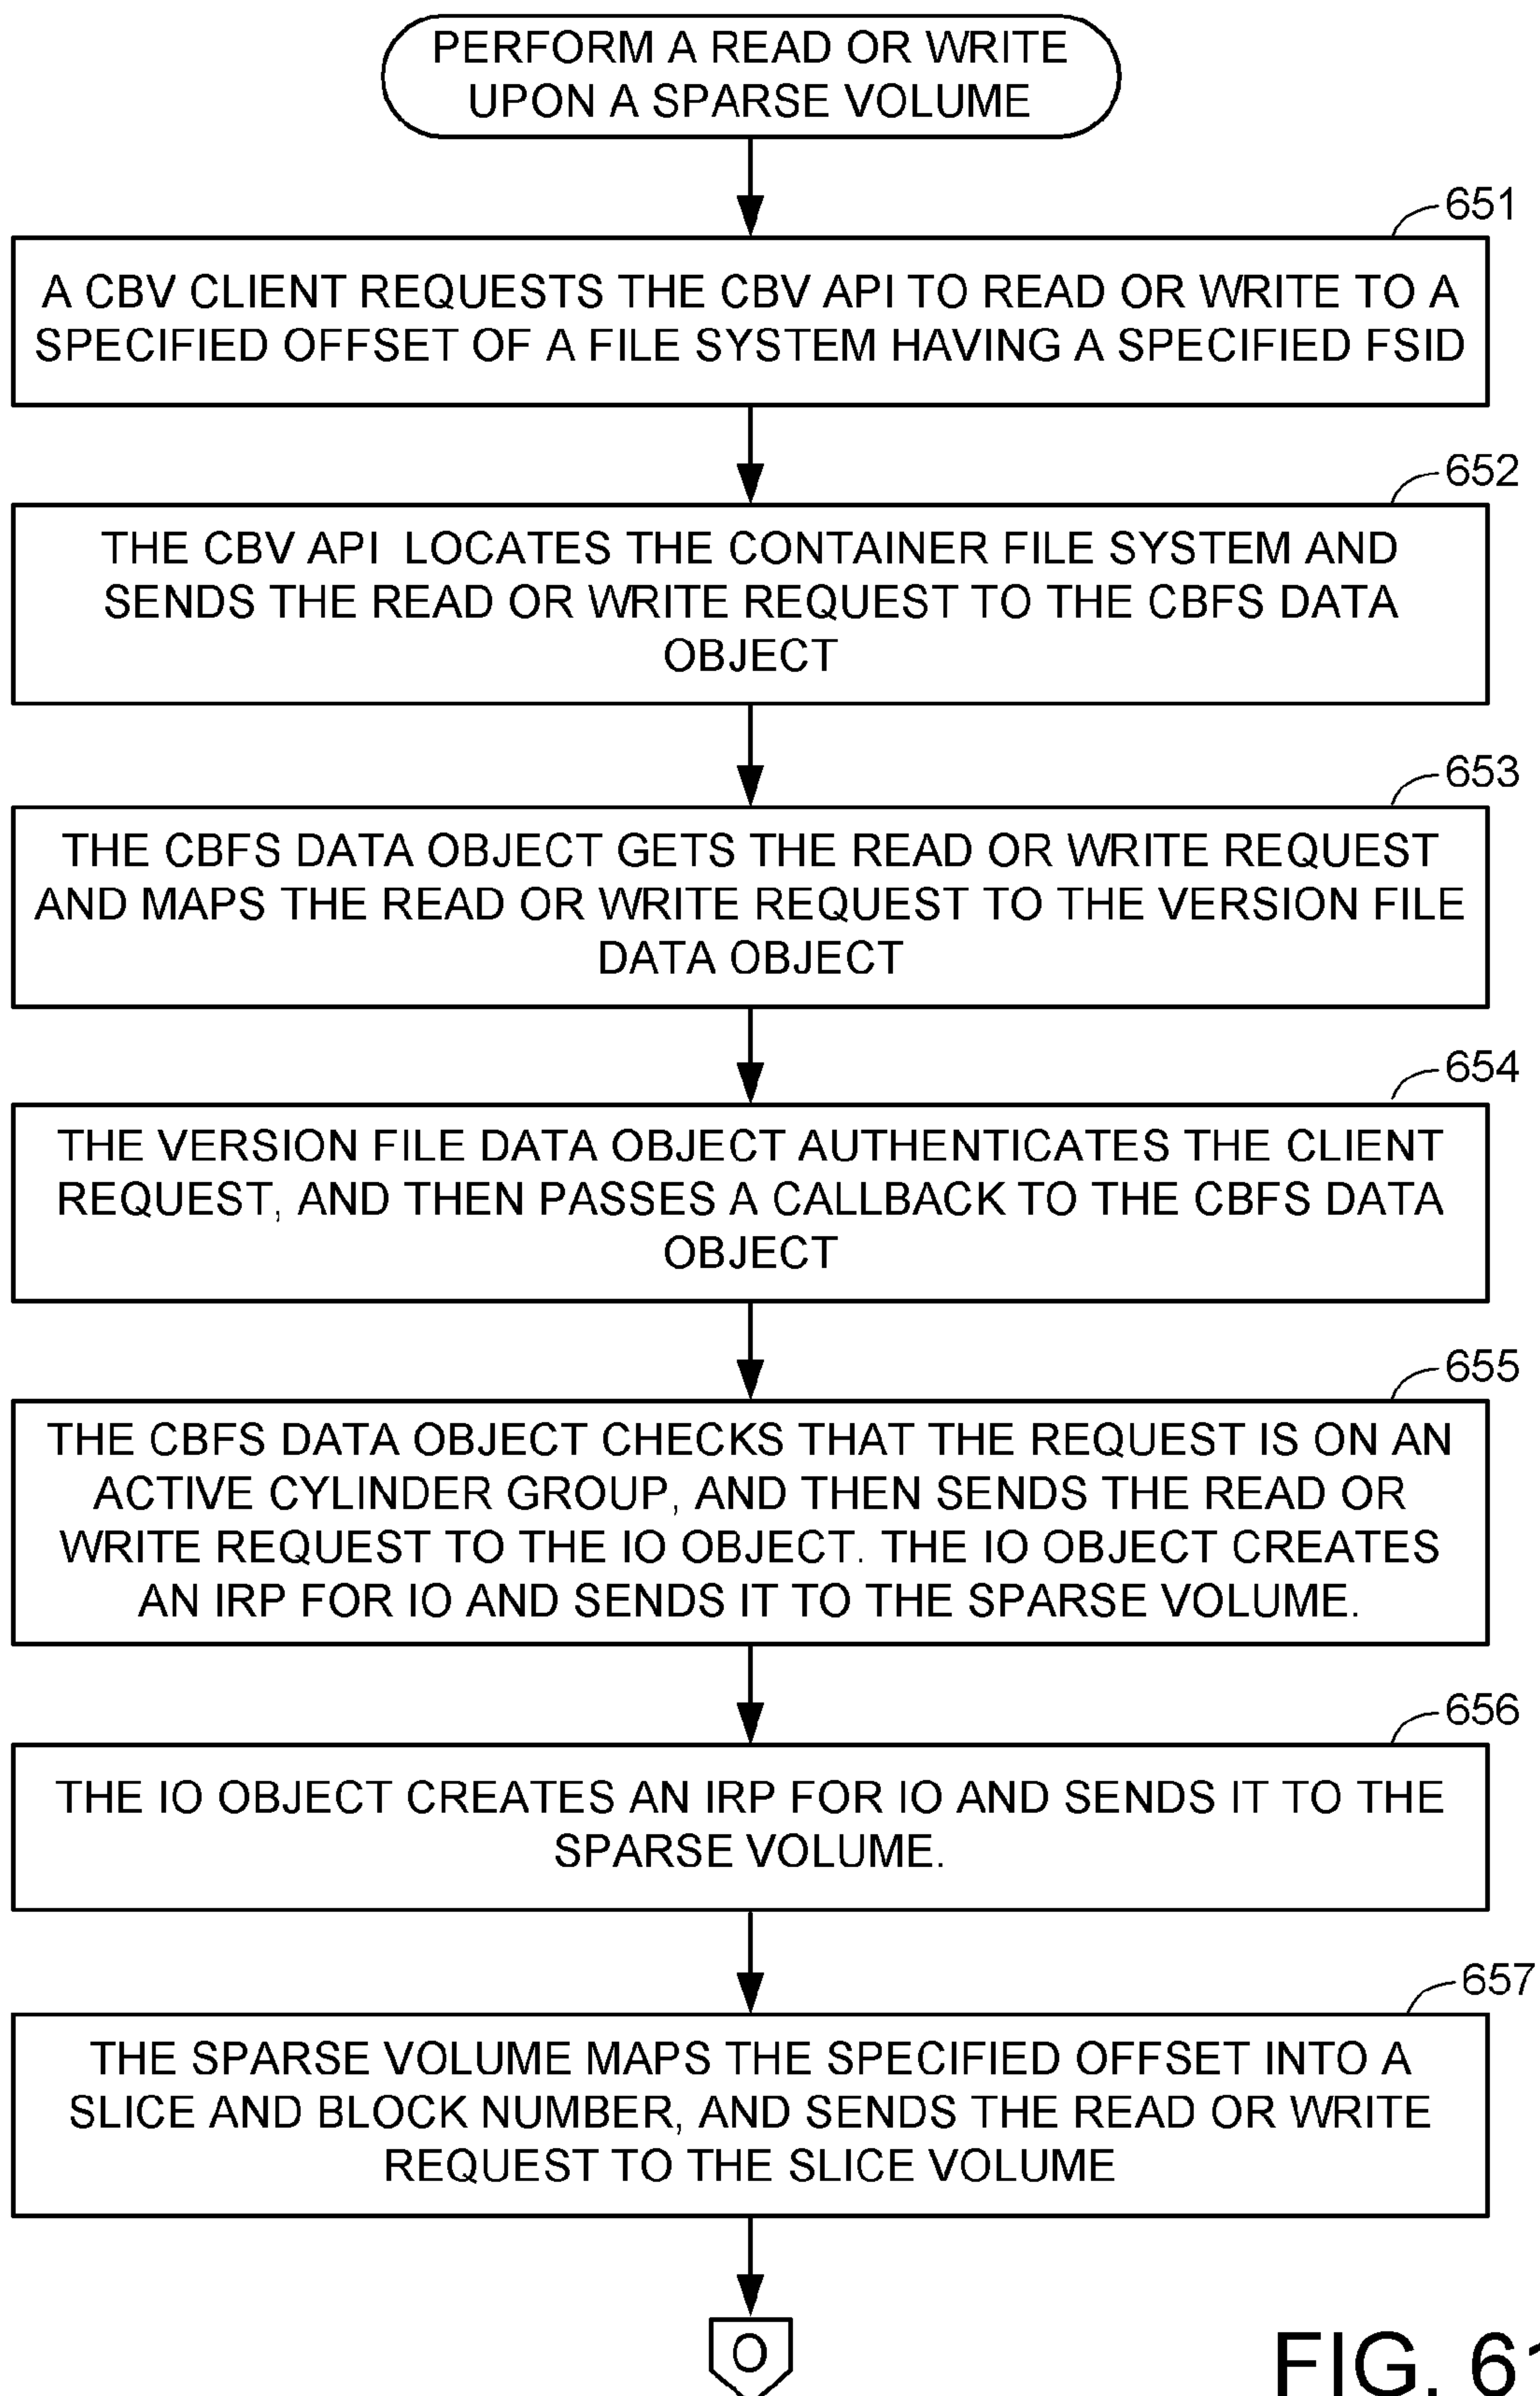 PERFORM A READ OR WRITE
UPON A SPARSE VOLUME
651
A CBV CLIENT REQUESTS THE CBV API TO READ OR WRITE TO A
SPECIFIED OFFSET OF A FILE SYSTEM HAVING A SPECIFIED FSID
652
THE CBV API LOCATES THE CONTAINER FILE SYSTEM AND
SENDS THE READ OR WRITE REQUEST TO THE CBFS DATA
OBJECT
653
THE CBFS DATA OBJECT GETS THE READ OR WRITE REQUEST
AND MAPS THE READ OR WRITE REQUEST TO THE VERSION FILE
DATA OBJECT
654
THE VERSION FILE DATA OBJECT AUTHENTICATES THE CLIENT
REQUEST, AND THEN PASSES A CALLBACK TO THE CBFS DATA
OBJECT
655
THE CBFS DATA OBJECT CHECKS THAT THE REQUEST IS ON AN
ACTIVE CYLINDER GROUP, AND THEN SENDS THE READ OR
WRITE REQUEST TO THE IO OBJECT. THE IO OBJECT CREATES
AN IRP FOR IO AND SENDS IT TO THE SPARSE VOLUME.
656
THE IO OBJECT CREATES AN IRP FOR IO AND SENDS IT TO THE
SPARSE VOLUME.
657
THE SPARSE VOLUME MAPS THE SPECIFIED OFFSET INTO A
SLICE AND BLOCK NUMBER, AND SENDS THE READ OR WRITE
REQUEST TO THE SLICE VOLUME
O
FIG. 61